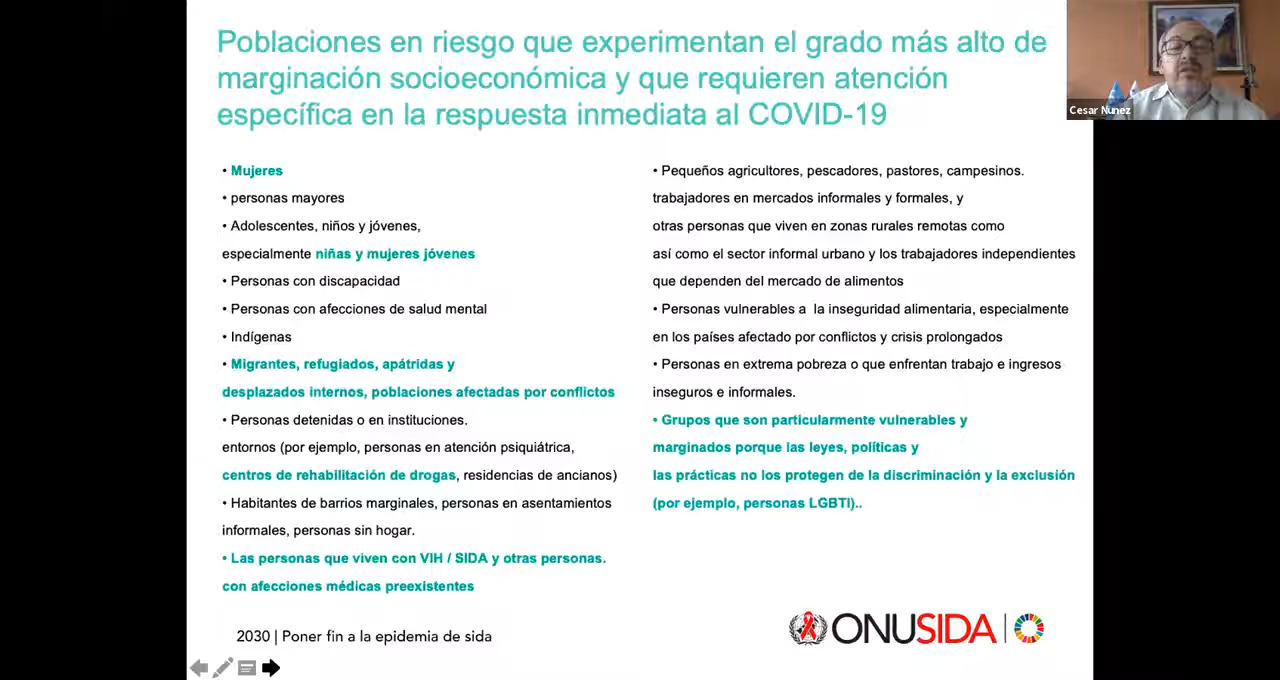 Poblaciones en riesgo que experimentan el grado más alto de
marginación socioeconómica y que requieren atención
específica en la respuesta inmediata al COVID-19
Cesar Nunez
• Mujeres
• personas mayores
• Adolescentes, niños y jóvenes,
especialmente niñas y mujeres jóvenes
• Personas con discapacidad
• Personas con afecciones de salud mental
• Indígenas
• Migrantes, refugiados, apátridas y
desplazados internos, poblaciones afectadas por conflictos
• Personas detenidas o en instituciones.
entornos (por ejemplo, personas en atención psiquiátrica,
centros de rehabilitación de drogas, residencias de ancianos)
• Habitantes de barrios marginales, personas en asentamientos
informales, personas sin hogar.
• Las personas que viven con VIH / SIDA y otras personas.
con afecciones médicas preexistentes
• Pequeños agricultores, pescadores, pastores, campesinos.
trabajadores en mercados informales y formales, y
otras personas que viven en zonas rurales remotas como
así como el sector informal urbano y los trabajadores independientes
que dependen del mercado de alimentos
• Personas vulnerables a la inseguridad alimentaria, especialmente
en los países afectado por conflictos y crisis prolongados
• Personas en extrema pobreza o que enfrentan trabajo e ingresos
inseguros e informales.
• Grupos que son particularmente vulnerables y
marginados porque las leyes, políticas y
las prácticas no los protegen de la discriminación y la exclusión
(por ejemplo, personas LGBTI)..
2030 | Poner fin a la epidemia de sida
ONUSIDA